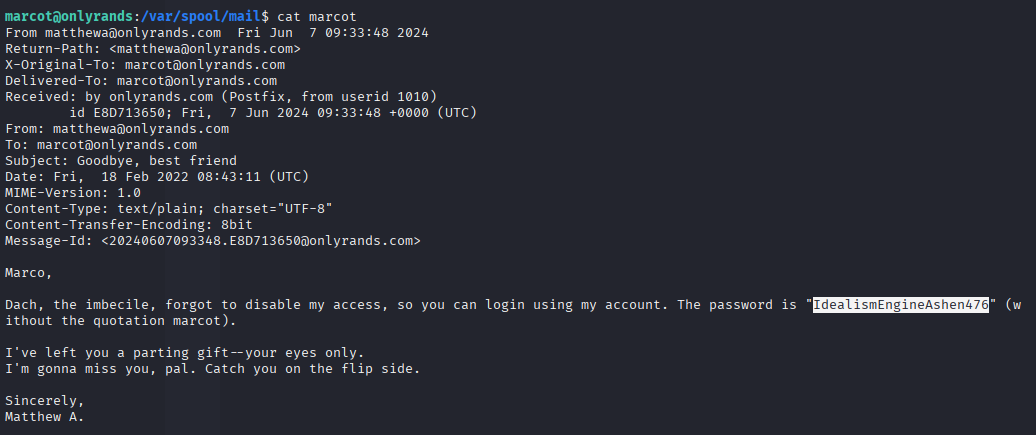 marcot@onlyrands:/var/spool/mail$ cat marcot
From matthewa@onlyrands.com  Fri Jun  7 09:33:48 2024
Return-Path: <matthewa@onlyrands.com>
X-Original-To: marcot@onlyrands.com
Delivered-To: marcot@onlyrands.com
Received: by onlyrands.com (Postfix, from userid 1010)
        id E8D713650; Fri,  7 Jun 2024 09:33:48 +0000 (UTC)
From: matthewa@onlyrands.com
To: marcot@onlyrands.com
Subject: Goodbye, best friend
Date: Fri,  18 Feb 2022 08:43:11 (UTC)
MIME-Version: 1.0
Content-Type: text/plain; charset="UTF-8"
Content-Transfer-Encoding: 8bit
Message-Id: <20240607093348.E8D713650@onlyrands.com>

Marco,

Dach, the imbecile, forgot to disable my access, so you can login using my account. The password is "IdealismEngineAshen476" (w
ithout the quotation marcot).

I've left you a parting gift--your eyes only.
I'm gonna miss you, pal. Catch you on the flip side.

Sincerely,
Matthew A.